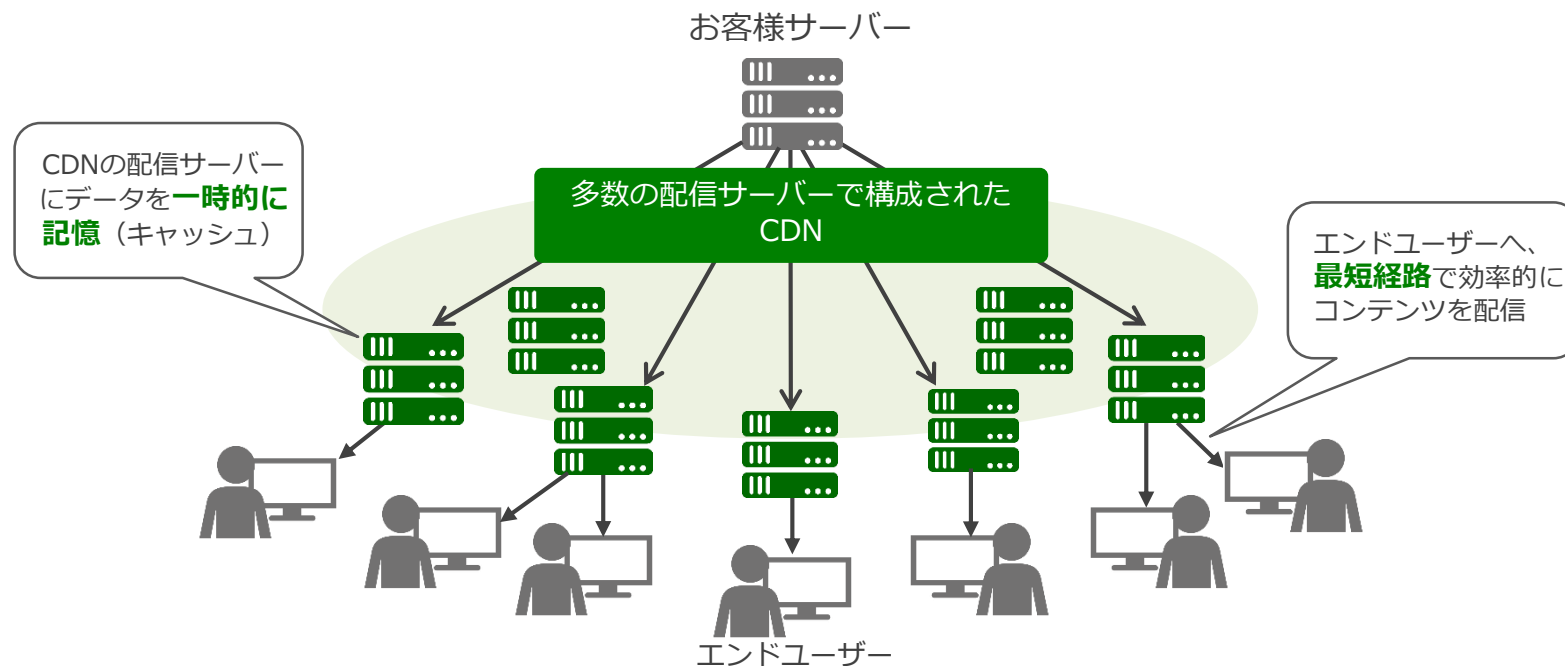 お客様サーバー
CDNの配信サーバー
にデータを一時的に
記憶（キャッシュ）
多数の配信サーバーで構成された
CDN
エンドユーザーへ、
最短経路で効率的に
コンテンツを配信
エンドユーザー